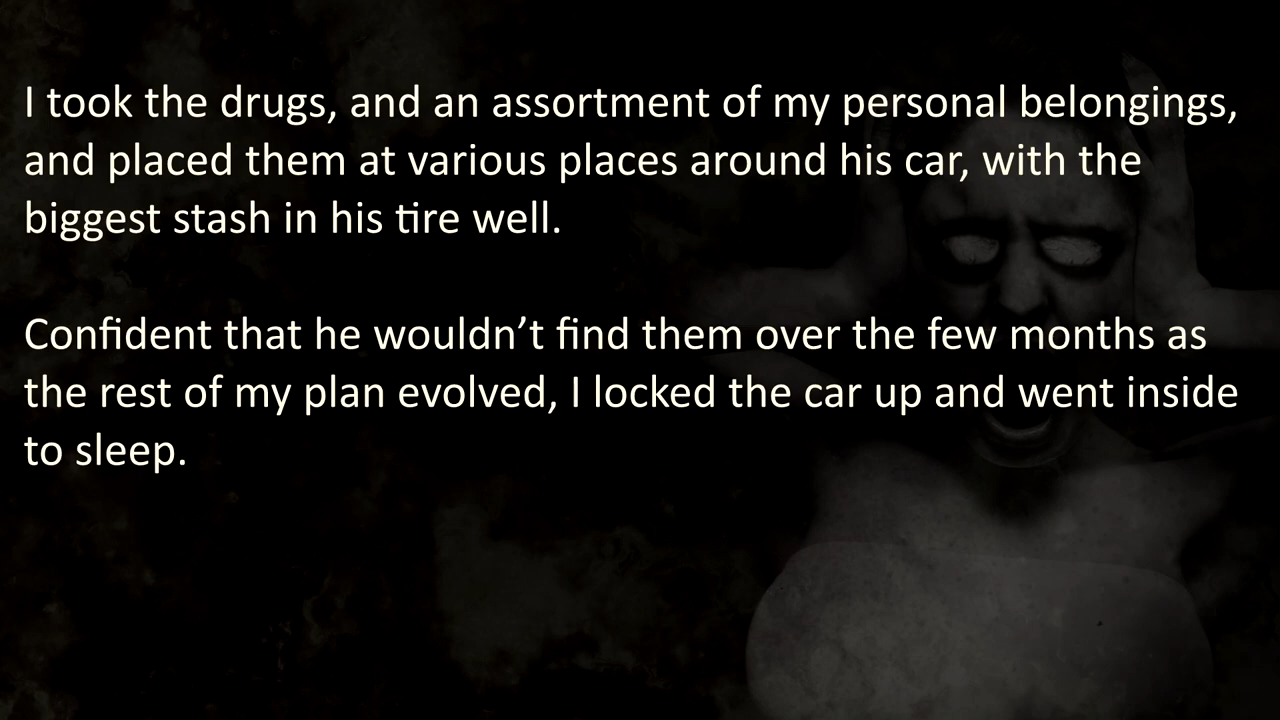 I took the drugs, and an assortment of my personal belongings,
and placed them at various places around his car, with the
biggest stash in his tire well.
Confident that he wouldn’t find them over the few months as
the rest of my plan evolved, I locked the car up and went inside
to sleep.